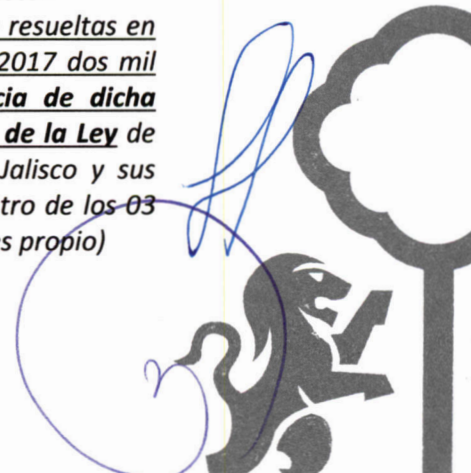 resueltas en
2017 dos mil
cia de dicha
de la Ley de
Jalisco y sus
tro de los 03
es propio)